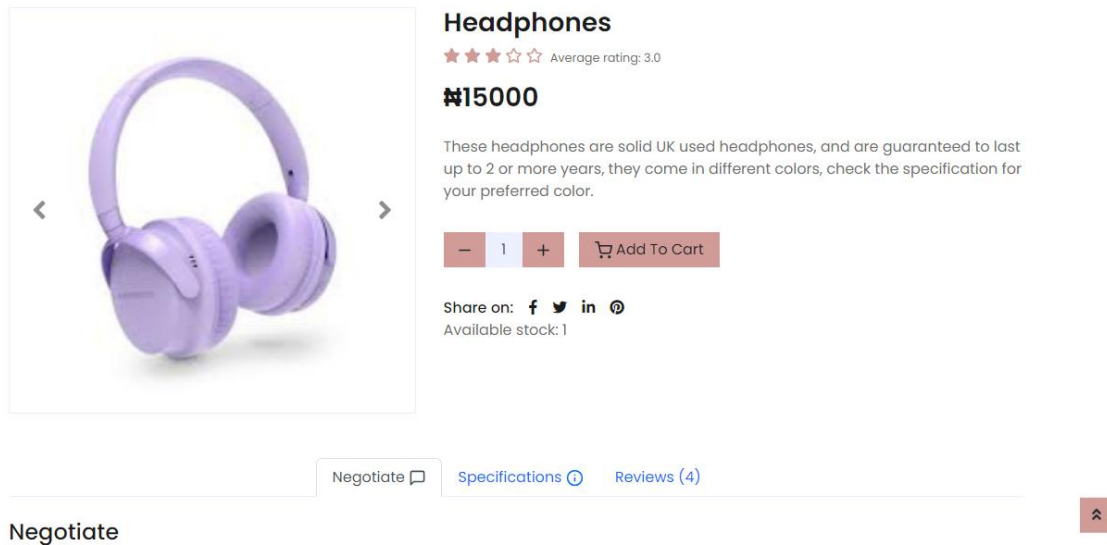 Headphones
Average rating: 3.0
₦15000
These headphones are solid UK used headphones, and are guaranteed to last
up to 2 or more years, they come in different colors, check the specification for
your preferred color.
− 1 + Add To Cart
Share on:
Available stock: 1
Negotiate Specifications Reviews (4)
Negotiate